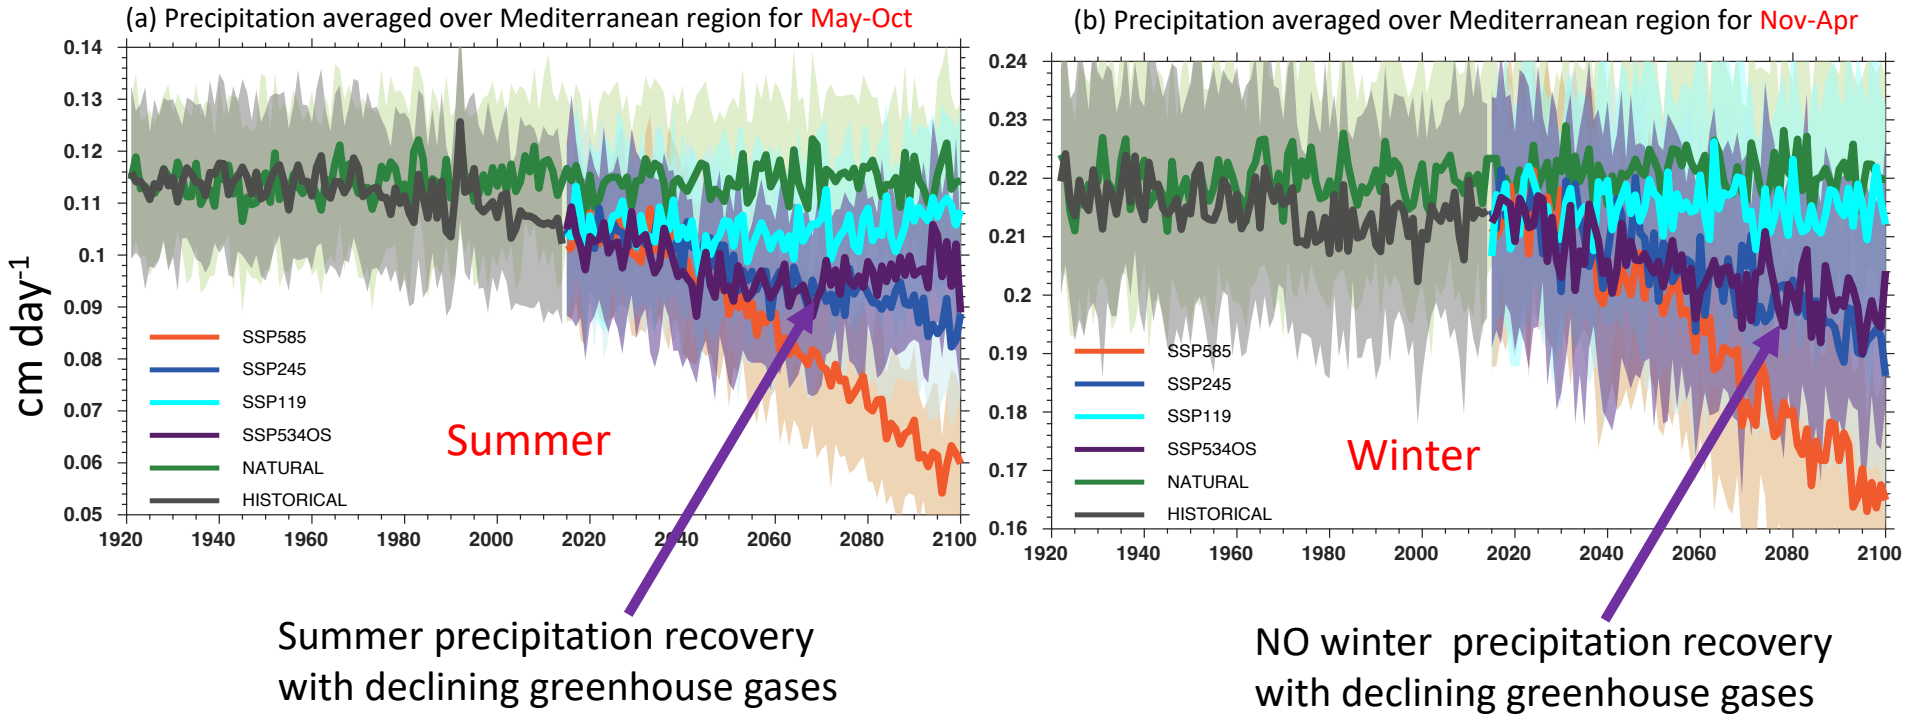 (a) Precipitation averaged over Mediterranean region for May-Oct
0.14
0.13
0.12
0.11
0.1
0.09
0.08
0.07
0.06
0.05
cm day-1
SSP585
SSP245
SSP119
SSP534OS
NATURAL
HISTORICAL
Summer
1920 1940 1960 1980 2000 2020 2040 2060 2080 2100
Summer precipitation recovery
with declining greenhouse gases
(b) Precipitation averaged over Mediterranean region for Nov-Apr
0.24
0.23
0.22
0.21
0.2
0.19
0.18
0.17
0.16
SSP585
SSP245
SSP119
SSP534OS
NATURAL
HISTORICAL
Winter
1920 1940 1960 1980 2000 2020 2040 2060 2080 2100
NO winter precipitation recovery
with declining greenhouse gases